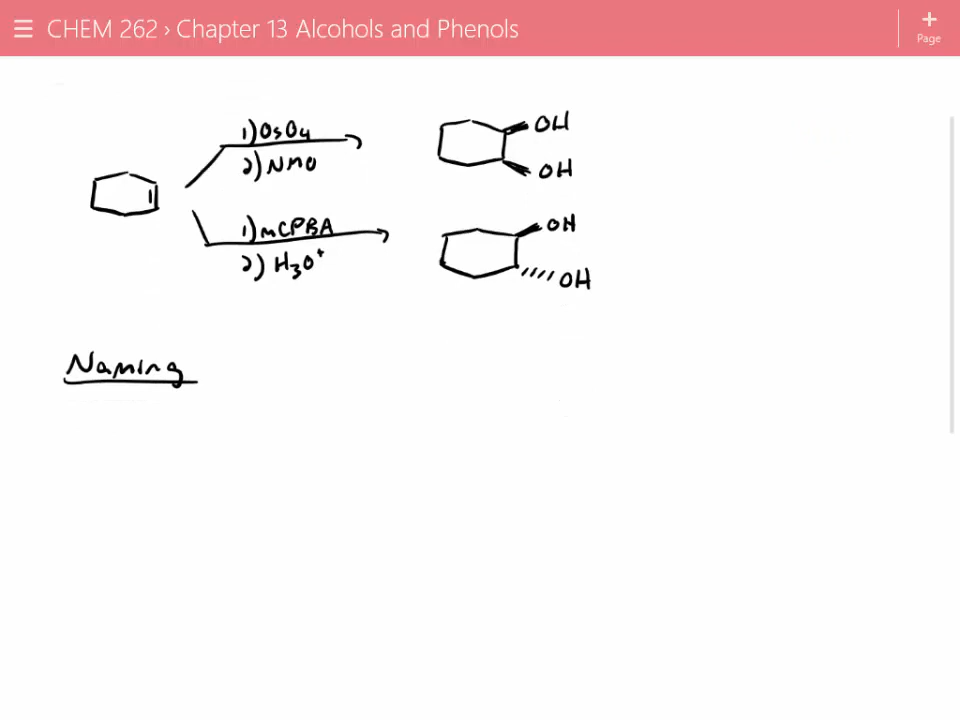 ☰ CHEM 262 › Chapter 13 Alcohols and Phenols
+
Page
1) OsO4
2) NMO
OH
OH
1) mCPBA
2) H3O+
OH
OH
Naming